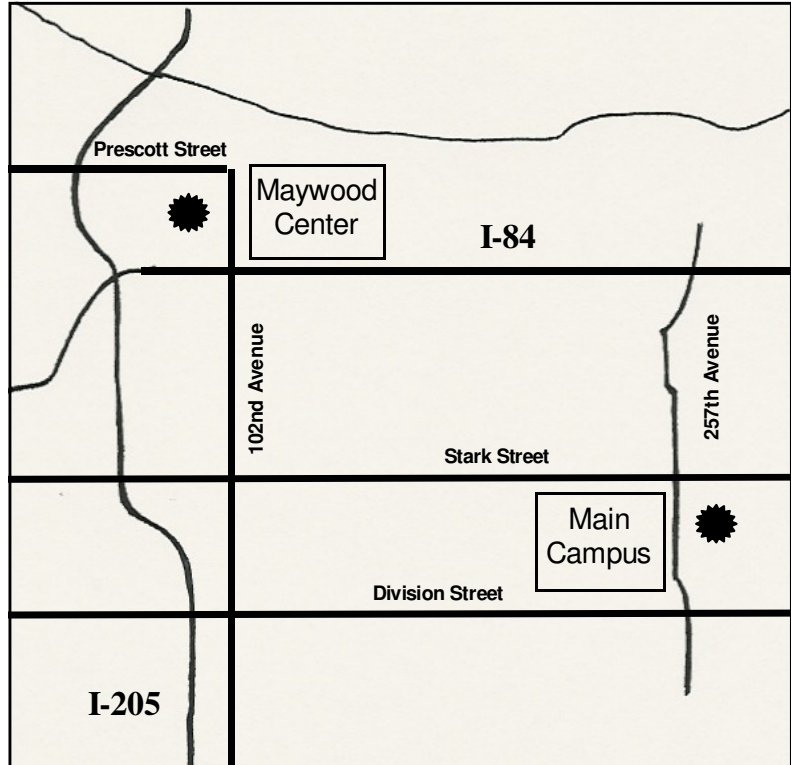 Prescott Street
Maywood
Center
I-84
102nd Avenue
257th Avenue
Stark Street
Main
Campus
Division Street
I-205